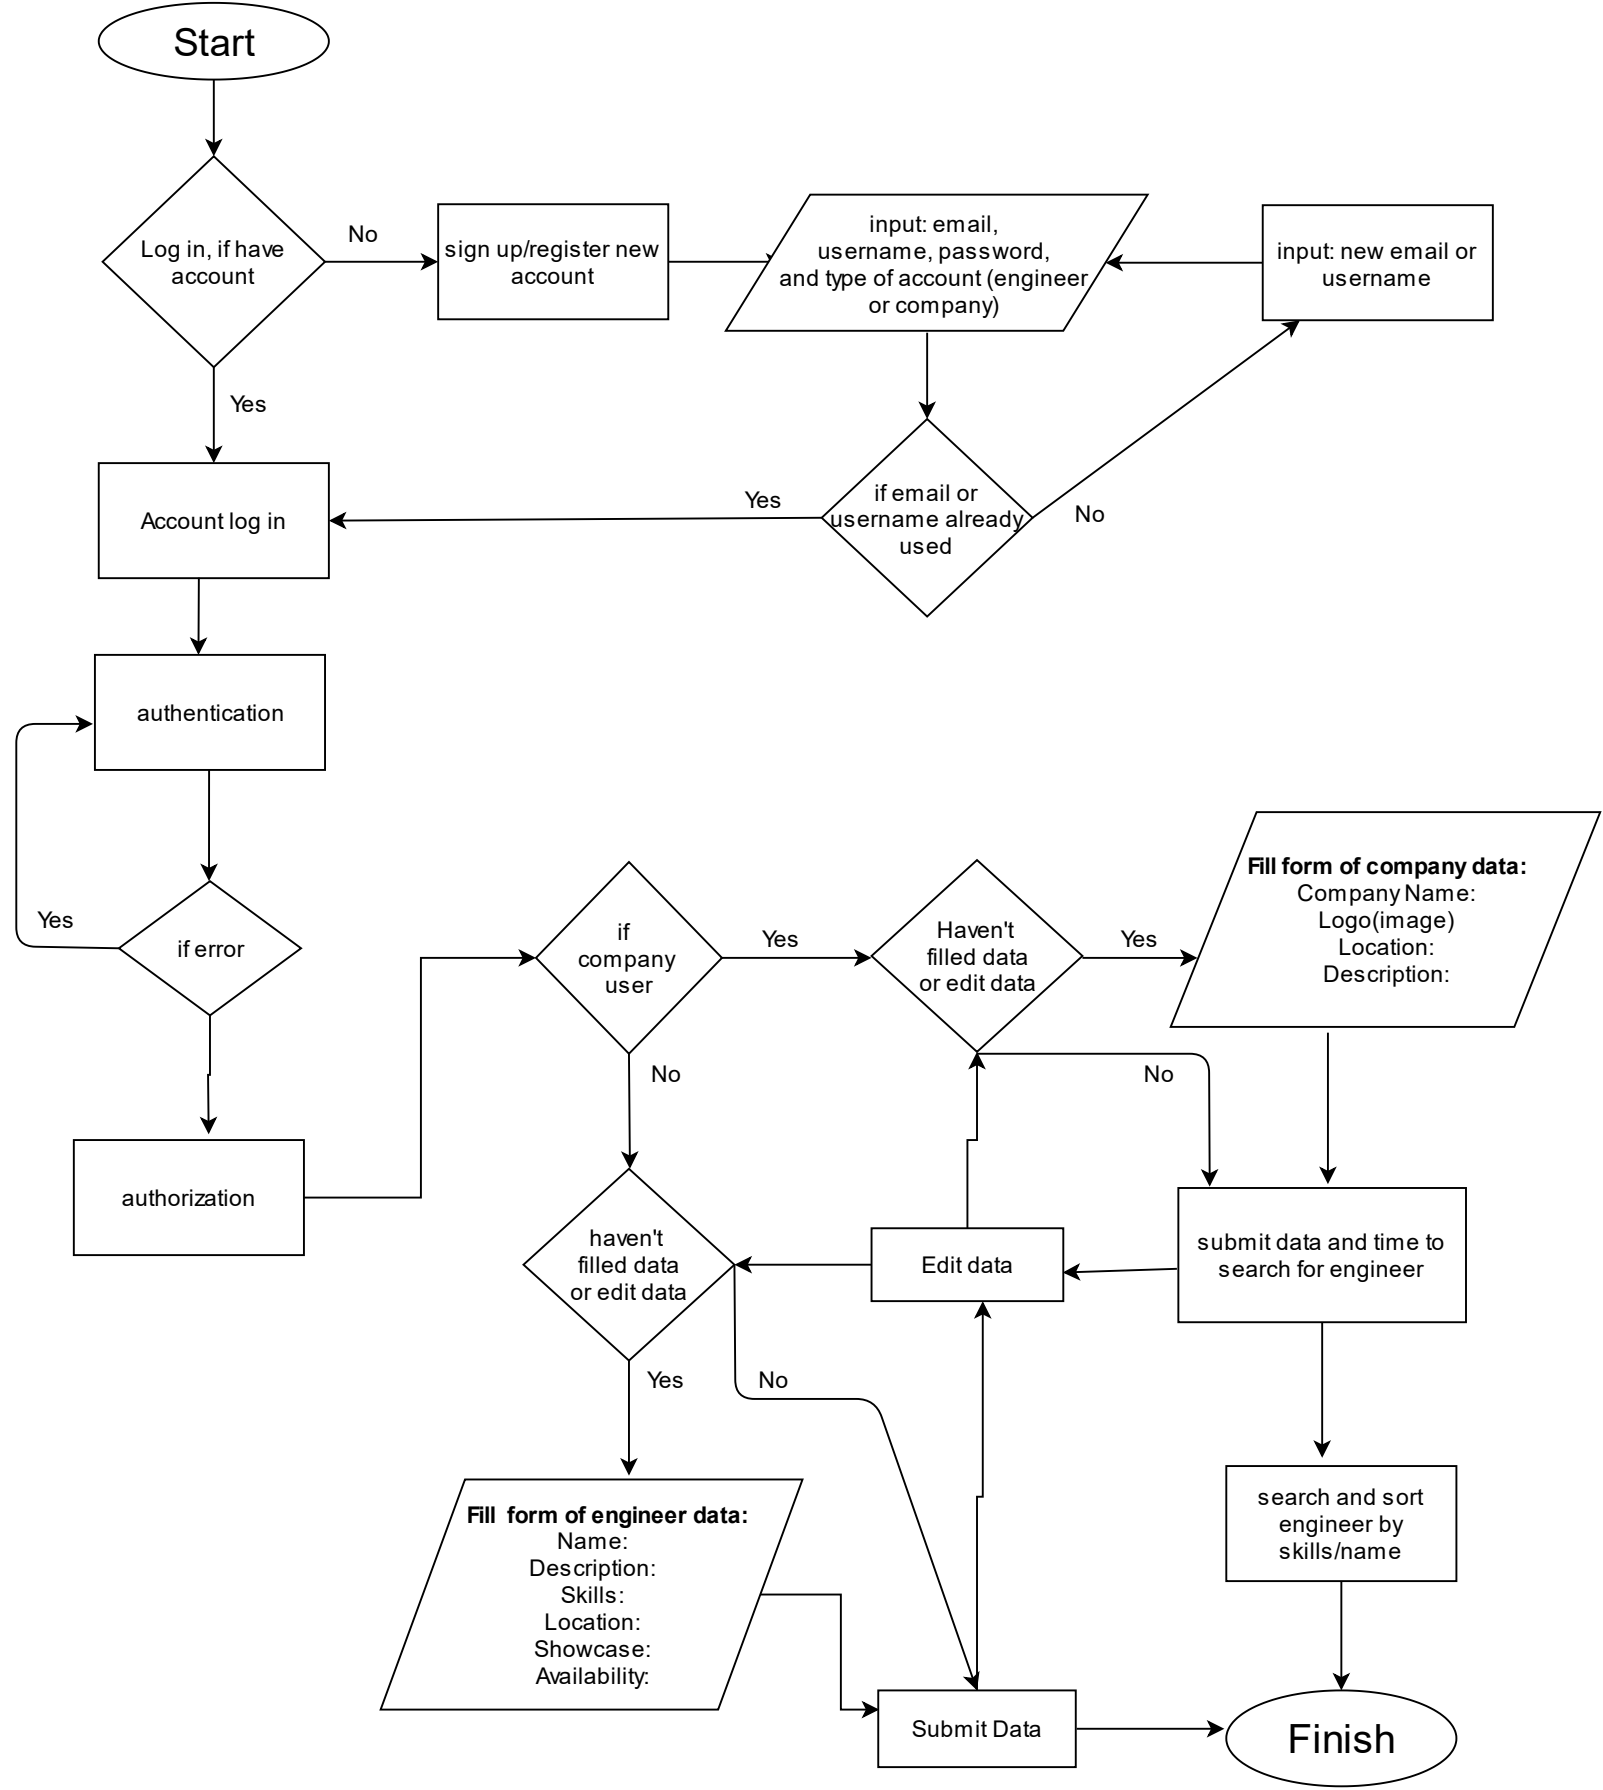 Start
Log in, if have
account
No
sign up/register new
account
input: email,
username, password,
and type of account (engineer
or company)
input: new email or
username
Yes
Account log in
Yes
if email or
username already
used
No
authentication
Yes
if error
authorization
if
company
user
Yes
Haven't
filled data
or edit data
Yes
Fill form of company data:
Company Name:
Logo(image)
Location:
Description:
No
No
haven't
filled data
or edit data
Edit data
submit data and time to
search for engineer
Yes
No
Fill  form of engineer data:
Name:
Description:
Skills:
Location:
Showcase:
Availability:
search and sort
engineer by
skills/name
Submit Data
Finish